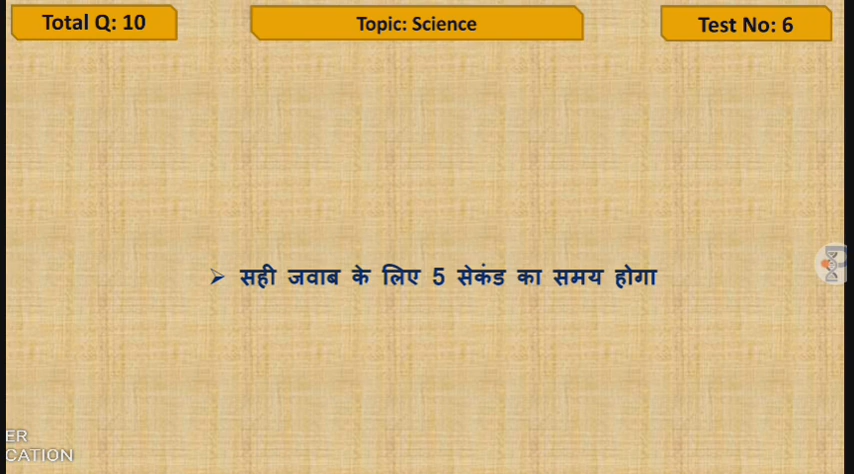 Total Q: 10
Topic: Science
Test No: 6
➢ सही जवाब के लिए 5 सेकंड का समय होगा
ER
CATION